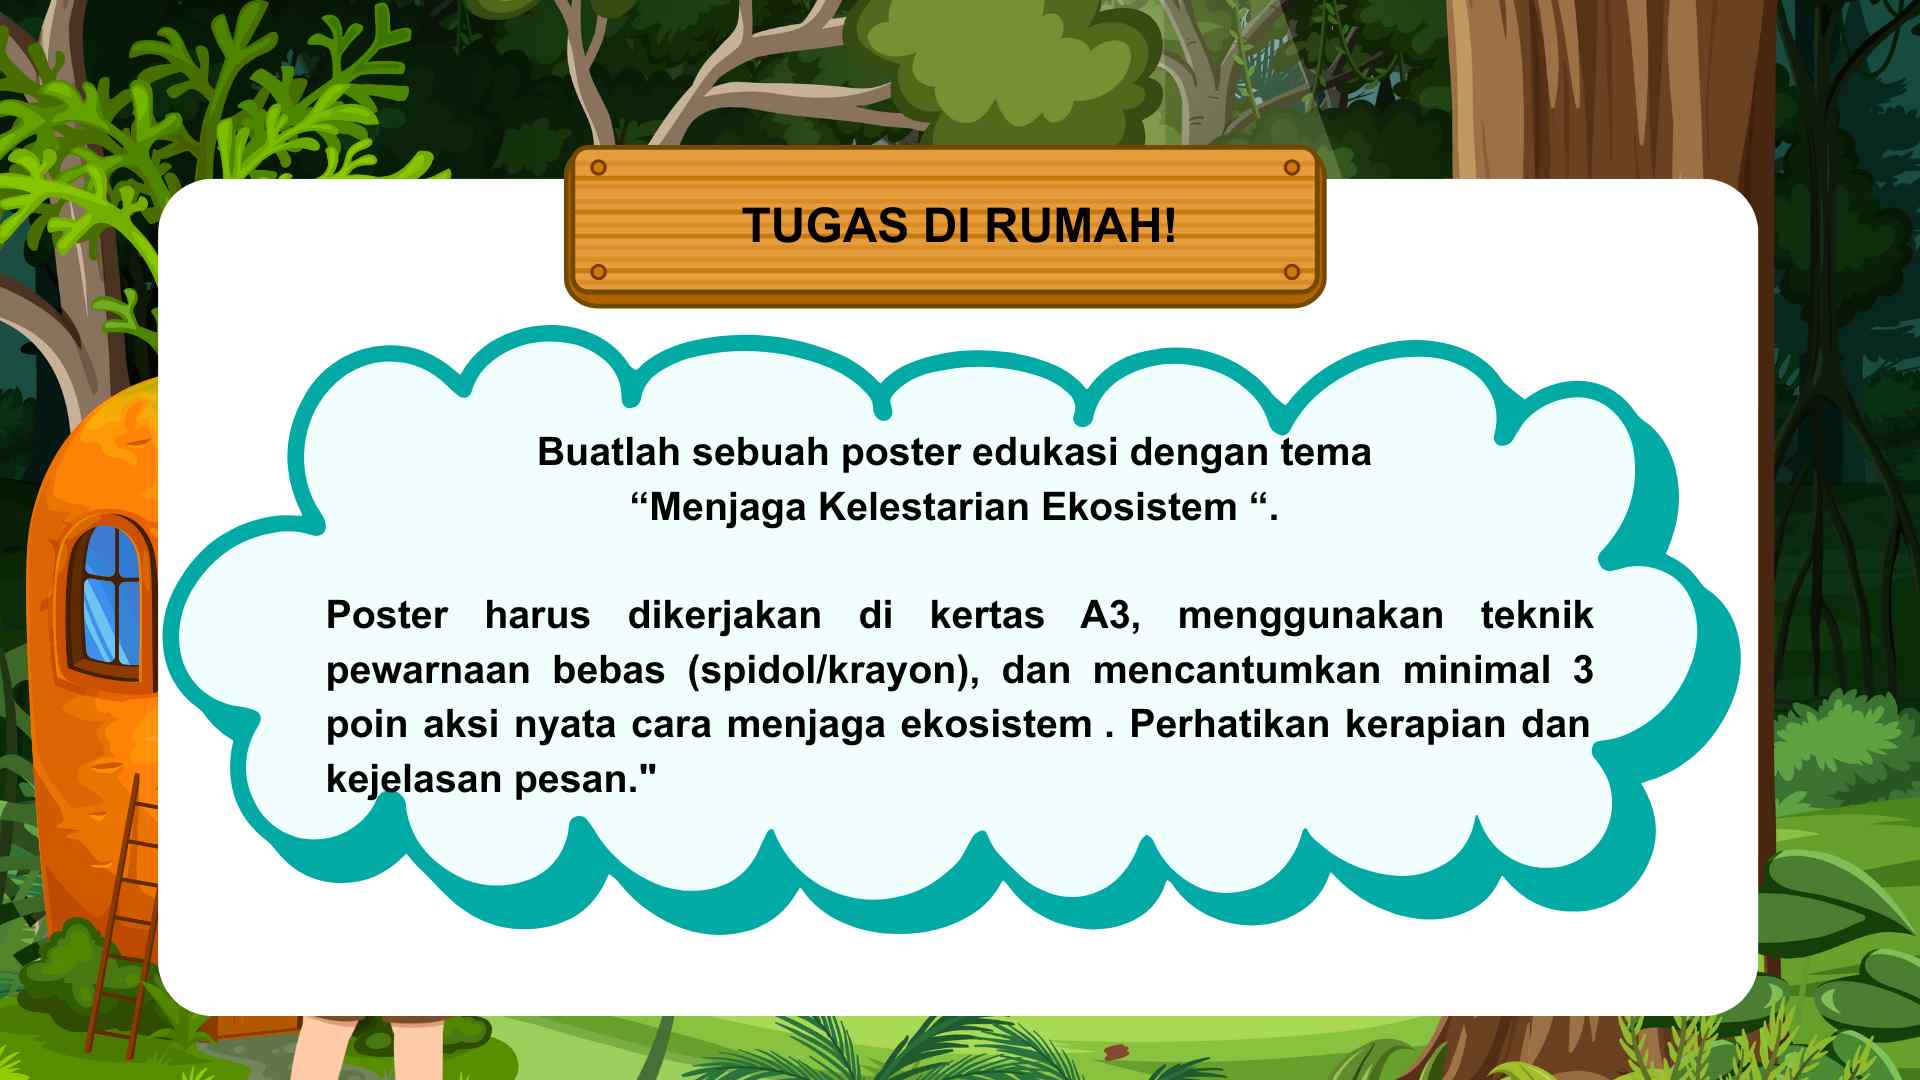 TUGAS DI RUMAH!
Buatlah sebuah poster edukasi dengan tema
“Menjaga Kelestarian Ekosistem “.
Poster harus dikerjakan di kertas A3, menggunakan teknik
pewarnaan bebas (spidol/krayon), dan mencantumkan minimal 3
poin aksi nyata cara menjaga ekosistem . Perhatikan kerapian dan
kejelasan pesan."